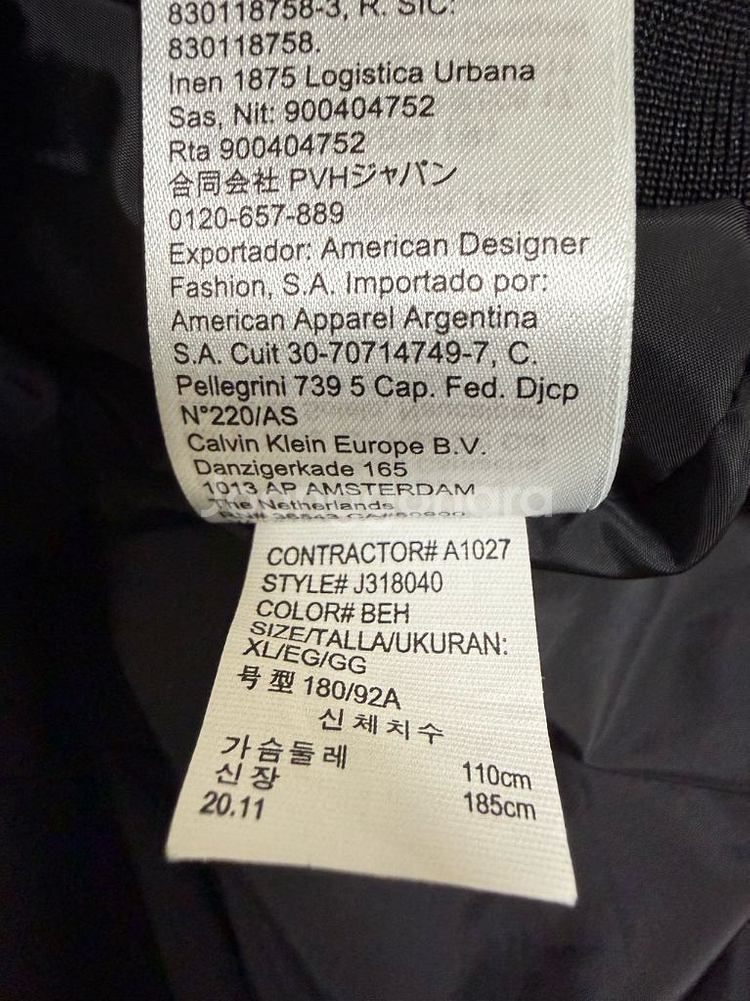 830118758-3, R. SIC:
830118758.
Inen 1875 Logistica Urbana
Sas, Nit: 900404752
Rta 900404752
合同会社 PVHジャパン
0120-657-889
Exportador: American Designer
Fashion, S.A. Importado por:
American Apparel Argentina
S.A. Cuit 30-70714749-7, C.
Pellegrini 739 5 Cap. Fed. Djcp
N°220/AS
Calvin Klein Europe B.V.
Danzigerkade 165
1013 AP AMSTERDAM
The Netherlands
CONTRACTOR# A1027
STYLE# J318040
COLOR# BEH
SIZE/TALLA/UKURAN:
XL/EG/GG
号型 180/92A
신체치수
가슴둘레 110cm
신장 185cm
20.11